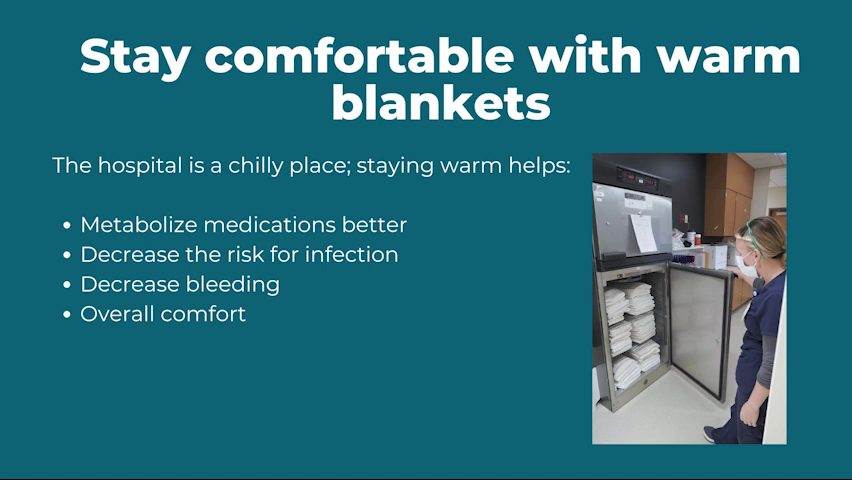 Stay comfortable with warm
blankets
The hospital is a chilly place; staying warm helps:
• Metabolize medications better
• Decrease the risk for infection
• Decrease bleeding
• Overall comfort